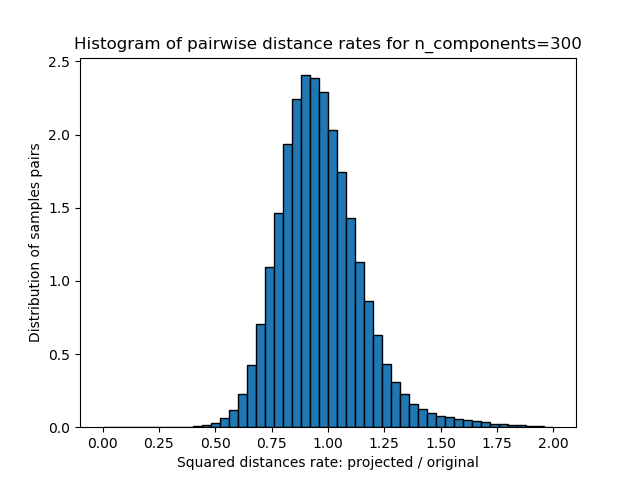 Histogram of pairwise distance rates for n_components=300
2.5
2.0
1.5
1.0
0.5
0.0
Distribution of samples pairs
0.00 0.25 0.50 0.75 1.00 1.25 1.50 1.75 2.00
Squared distances rate: projected / original